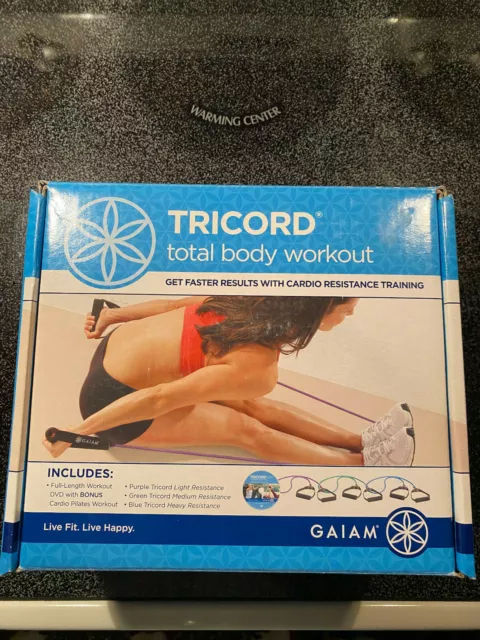 WARMING CENTER
TRICORD®
total body workout
GET FASTER RESULTS WITH CARDIO RESISTANCE TRAINING
GAIAM
INCLUDES:
• Full-Length Workout
DVD with BONUS
Cardio Pilates Workout
• Purple Tricord Light Resistance
• Green Tricord Medium Resistance
• Blue Tricord Heavy Resistance
TRICORD
Live Fit. Live Happy.
GAIAM®